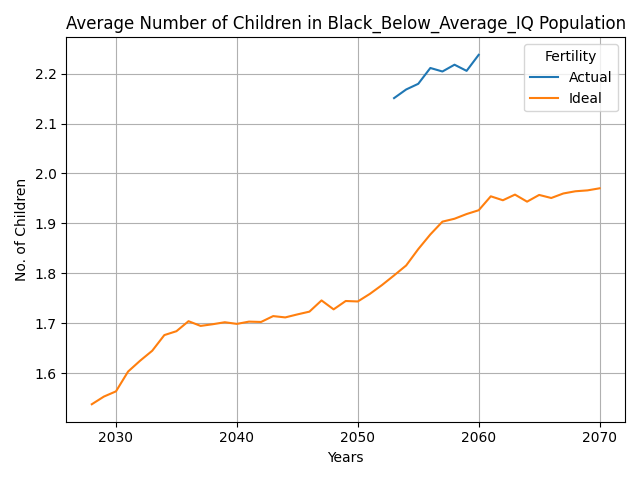 Average Number of Children in Black_Below_Average_IQ Population
Fertility
Actual
Ideal
2.2
2.1
2.0
1.9
1.8
1.7
1.6
No. of Children
2030 2040 2050 2060 2070
Years